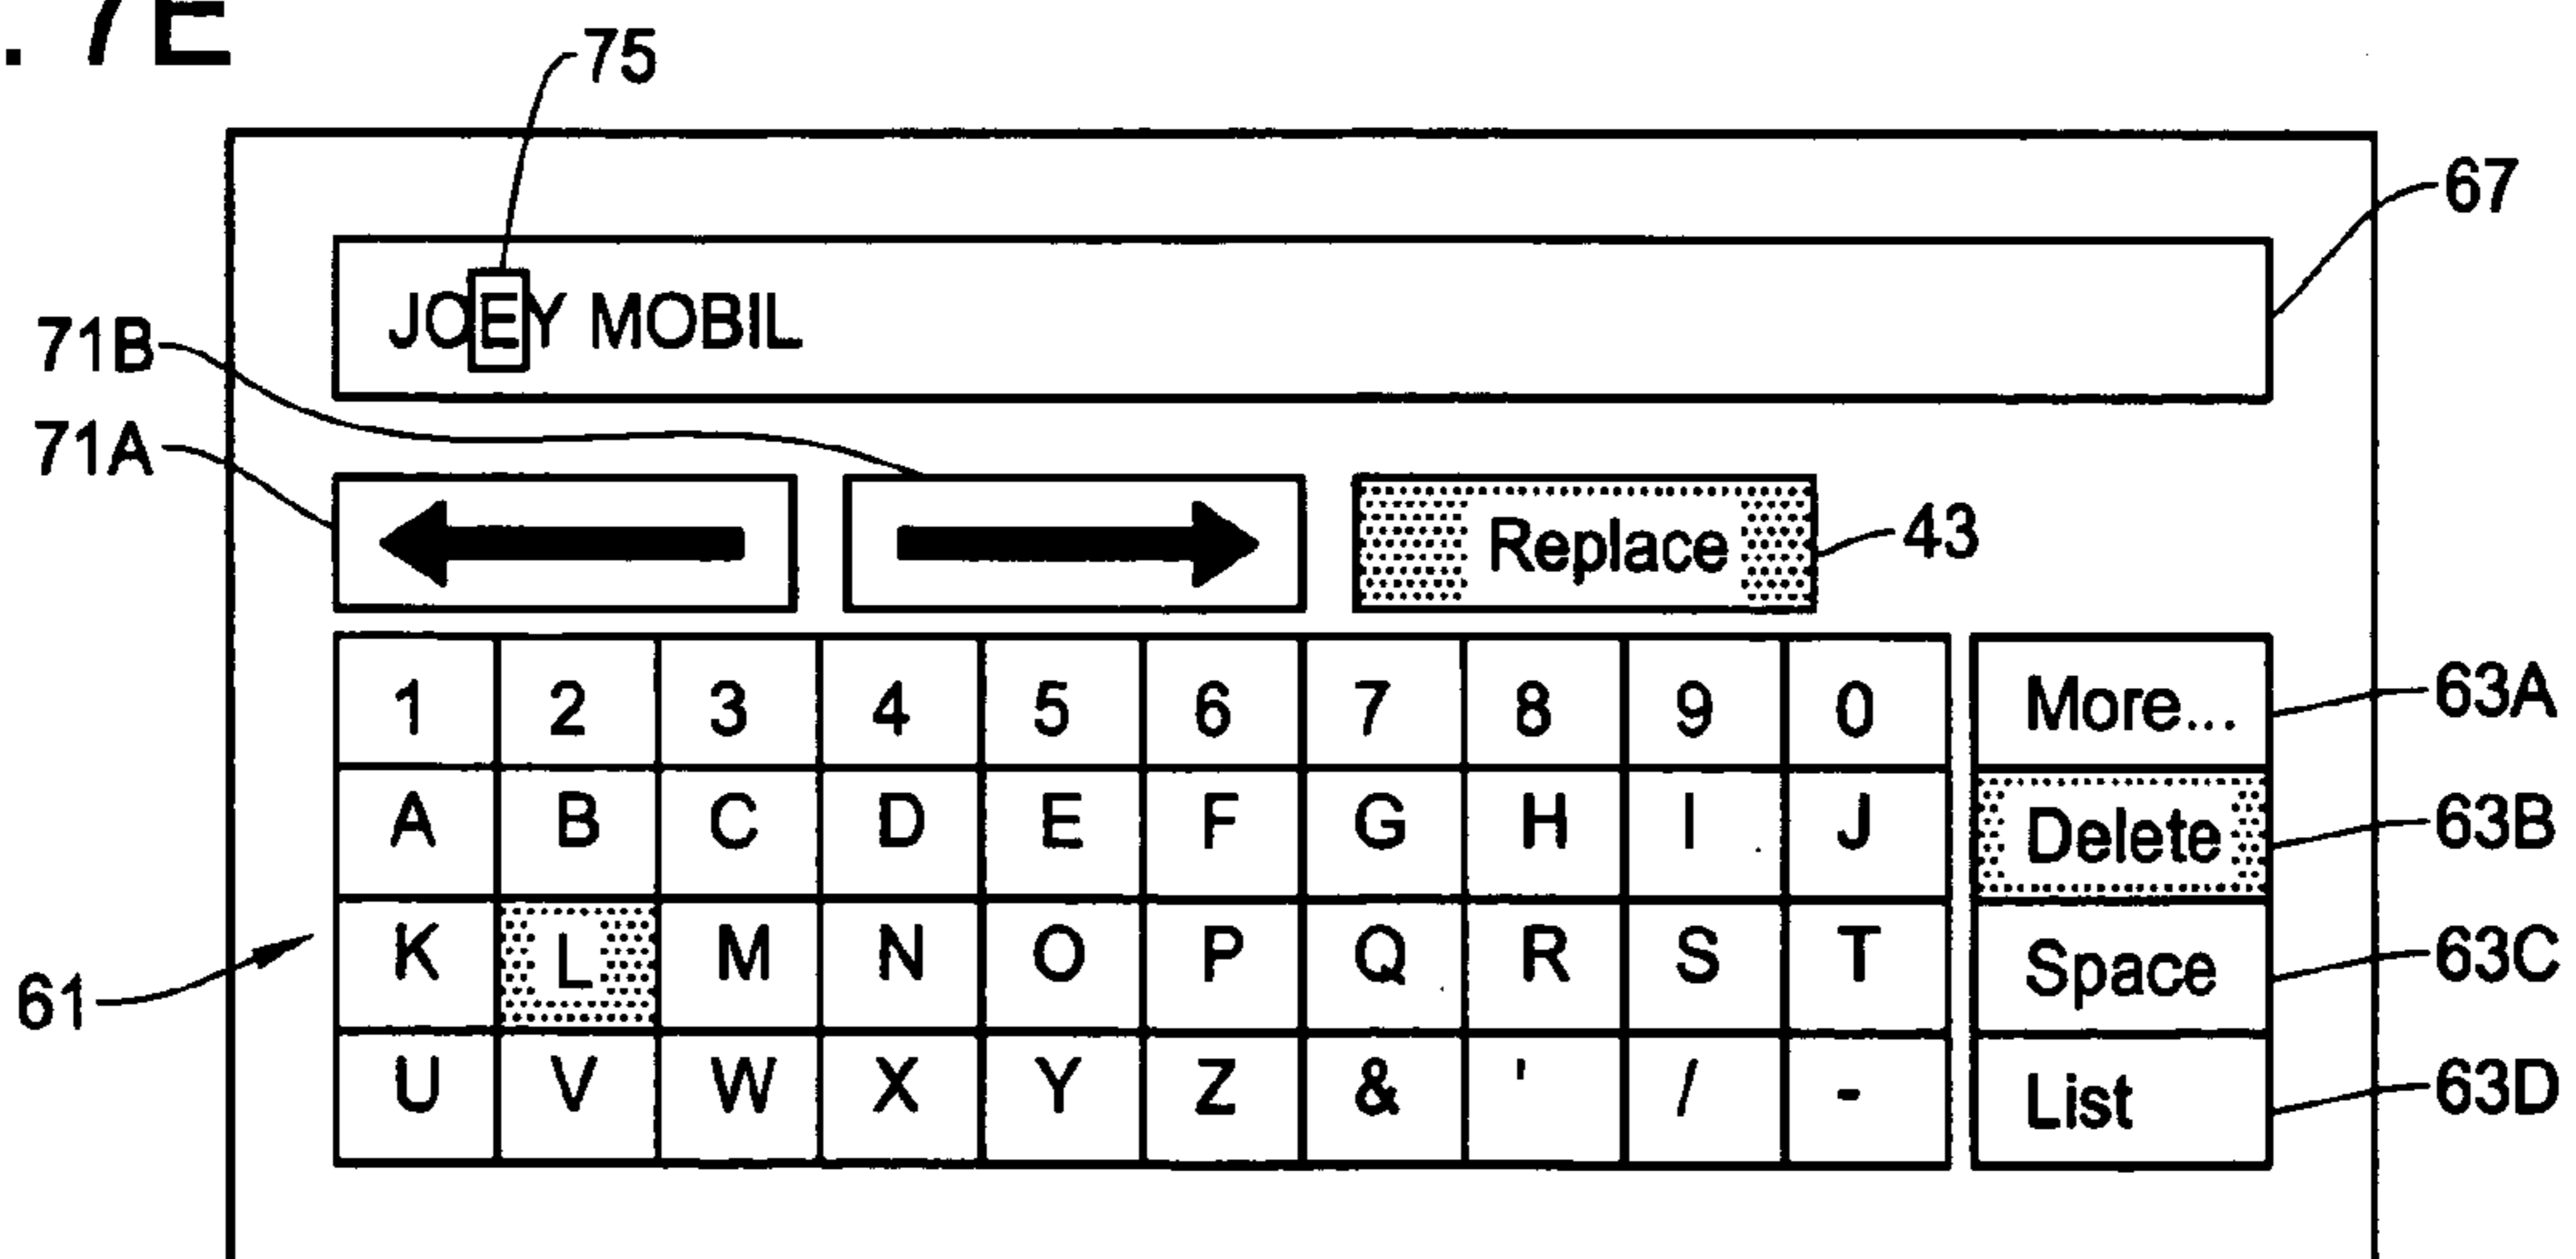 . 7E
75
67
JOEY MOBIL
71B
71A
Replace
43
1 2 3 4 5 6 7 8 9 0 More... 63A
A B C D E F G H I J Delete 63B
K L M N O P Q R S T Space 63C
61
U V W X Y Z & ' / - List 63D